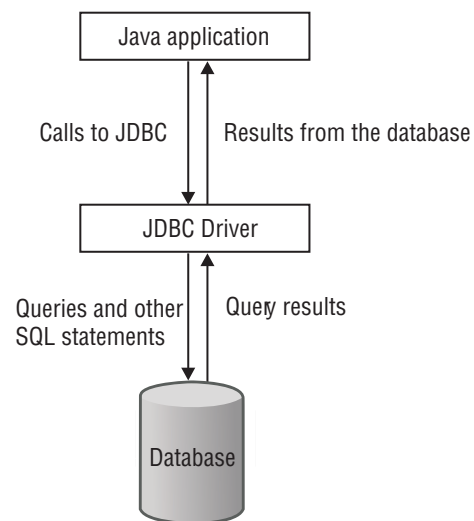 Java application
Calls to JDBC
Results from the database
JDBC Driver
Queries and other
SQL statements
Query results
Database